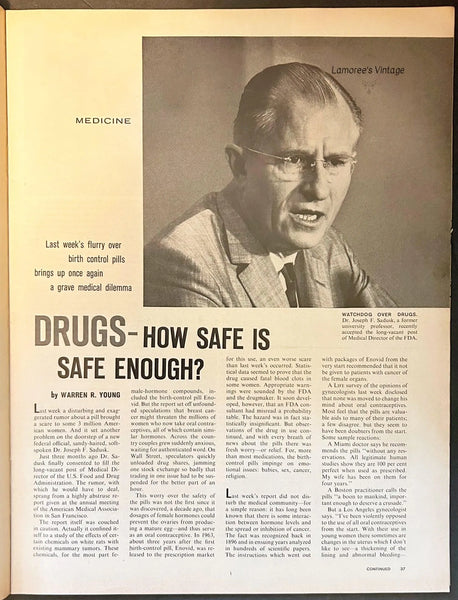 Lamoree's Vintage
MEDICINE
Last week's flurry over
birth control pills
brings up once again
a grave medical dilemma
WATCHDOG OVER DRUGS.
Dr. Joseph F. Sadusk, a former
university professor, recently
accepted the long-vacant post
of Medical Director of the FDA.
DRUGS- HOW SAFE IS
SAFE ENOUGH?
by WARREN R. YOUNG
Last week a disturbing and exag-
gerated rumor about a pill brought
a scare to some 3 million Amer-
ican women. And it set another
problem on the doorstep of a new
federal official, sandy-haired, soft-
spoken Dr. Joseph F. Sadusk.
Just three months ago Dr. Sa-
dusk finally consented to fill the
long-vacant post of Medical Di-
rector of the U.S. Food and Drug
Administration. The rumor, with
which he would have to deal,
sprang from a highly abstruse re-
port given at the annual meeting
of the American Medical Associa-
tion in San Francisco.
The report itself was couched
in caution. Actually it confined it-
self to a study of the effects of cer-
tain chemicals on white rats with
existing mammary tumors. These
chemicals, for the most part fe-
male-hormone compounds, in-
cluded the birth-control pill Eno-
vid. But the report set off unfound-
ed speculations that breast can-
cer might threaten the millions of
women who now take oral contra-
ceptives, all of which contain simi-
lar hormones. Across the coun-
try couples grew suddenly anxious,
waiting for authenticated word. On
Wall Street, speculators quickly
unloaded drug shares, jamming
one stock exchange so badly that
trading in one issue had to be sus-
pended for the better part of an
hour.
This worry over the safety of
the pills was not the first since it
was discovered, a decade ago, that
dosages of female hormones could
prevent the ovaries from produc-
ing a mature egg—and thus serve
as an oral contraceptive. In 1963,
about three years after the first
birth-control pill, Enovid, was re-
leased to the prescription market
for this use, an even worse scare
than last week's occurred. Statisti-
cal data seemed to prove that the
drug caused fatal blood clots in
some women. Appropriate warn-
ings were sounded by the FDA
and the drugmaker. It soon devel-
oped, however, that an FDA con-
sultant had misread a probability
table. The hazard was in fact sta-
tistically insignificant. But obser-
vations of the drug in use contin-
ued, and with every breath of
news about the pills there was
fresh worry—or relief. For, more
than most medications, the birth-
control pills impinge on emo-
tional issues: babies, sex, cancer,
religion.
Last week's report did not dis-
turb the medical community—for
a simple reason: it has long been
known that there is some interac-
tion between hormone levels and
the spread or inhibition of cancer.
The fact was recognized back in
1896 and in ensuing years analyzed
in hundreds of scientific papers.
The instructions which went out
with packages of Enovid from the
very start recommended that it not
be given to patients with cancer of
the female organs.
A LIFE survey of the opinions of
gynecologists last week disclosed
that none was moved to change his
mind about oral contraceptives.
Most feel that the pills are valu-
able aids to many of their patients;
a few disagree, but they seem to
have been doubters from the start.
Some sample reactions:
A Miami doctor says he recom-
mends the pills "without any res-
ervations. All legitimate human
studies show they are 100 per cent
perfect when used as prescribed.
My wife has been on them for
four years."
A Boston practitioner calls the
pills "a boon to mankind, impor-
tant enough to deserve a crusade."
But a Los Angeles gynecologist
says, "I've been violently opposed
to the use of all oral contraceptives
from the start. With their use in
young women there sometimes are
changes in the uterus which I don't
like to see—a thickening of the
lining and abnormal bleeding—
CONTINUED 37